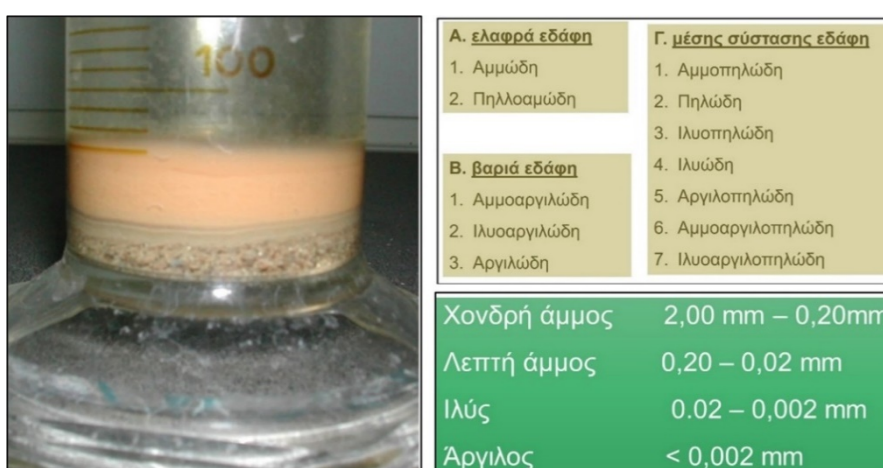 100
Α. ελαφρά εδάφη
1. Αμμώδη
2. Πηλλοαμώδη
Β. βαριά εδάφη
1. Αμμοαργιλώδη
2. Ιλυοαργιλώδη
3. Αργιλώδη
Γ. μέσης σύστασης εδάφη
1. Αμμοπηλώδη
2. Πηλώδη
3. Ιλυοπηλώδη
4. Ιλυώδη
5. Αργιλοπηλώδη
6. Αμμοαργιλοπηλώδη
7. Ιλυοαργιλοπηλώδη
Χονδρή άμμος 2,00 mm – 0,20mm
Λεπτή άμμος 0,20 – 0,02 mm
Ιλύς 0.02 – 0,002 mm
Άργιλος < 0,002 mm